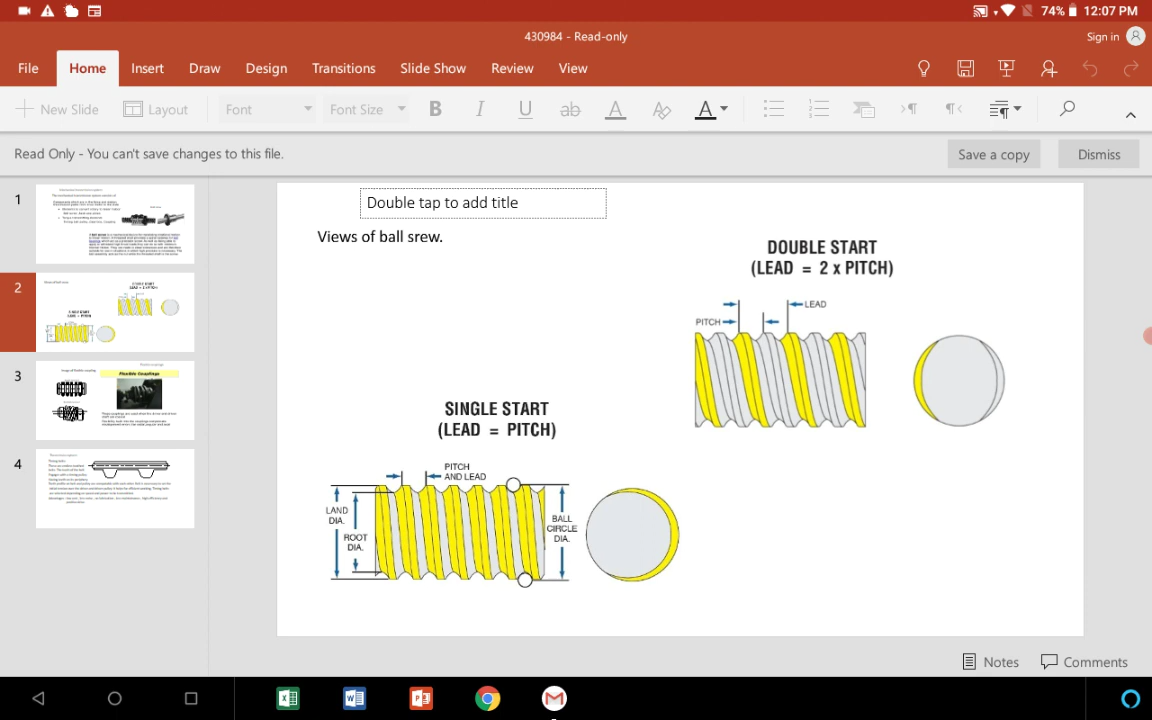 74% 12:07 PM
430984 - Read-only
Sign in
File Home Insert Draw Design Transitions Slide Show Review View
New Slide Layout Font Font Size B I U ab A A
Read Only - You can't save changes to this file.
Save a copy Dismiss
1
2
3
Flexible Couplings
4
Double tap to add title
Views of ball srew.
DOUBLE START
(LEAD = 2 x PITCH)
LEAD
PITCH
SINGLE START
(LEAD = PITCH)
PITCH
AND LEAD
LAND
DIA.
ROOT
DIA.
BALL
CIRCLE
DIA.
Notes Comments